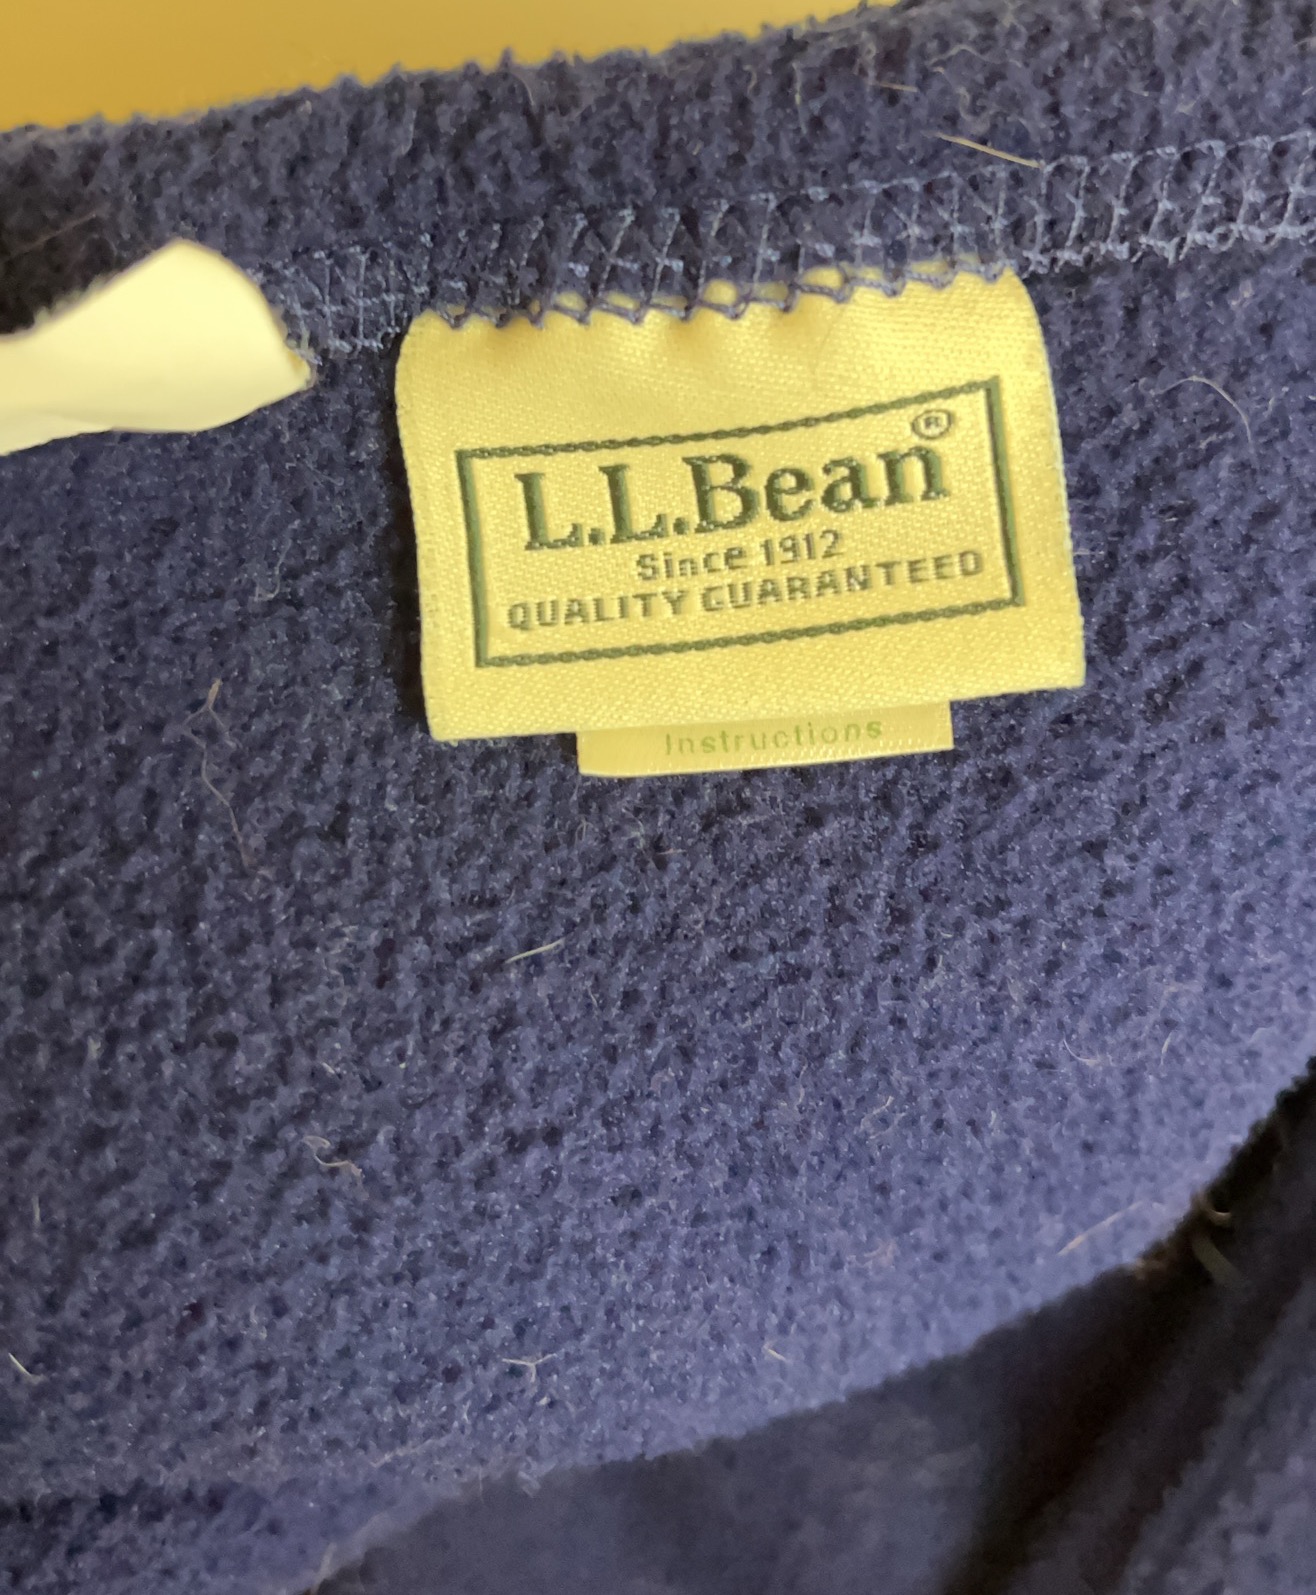 L.L.Bean®
Since 1912
QUALITY GUARANTEED
Instructions